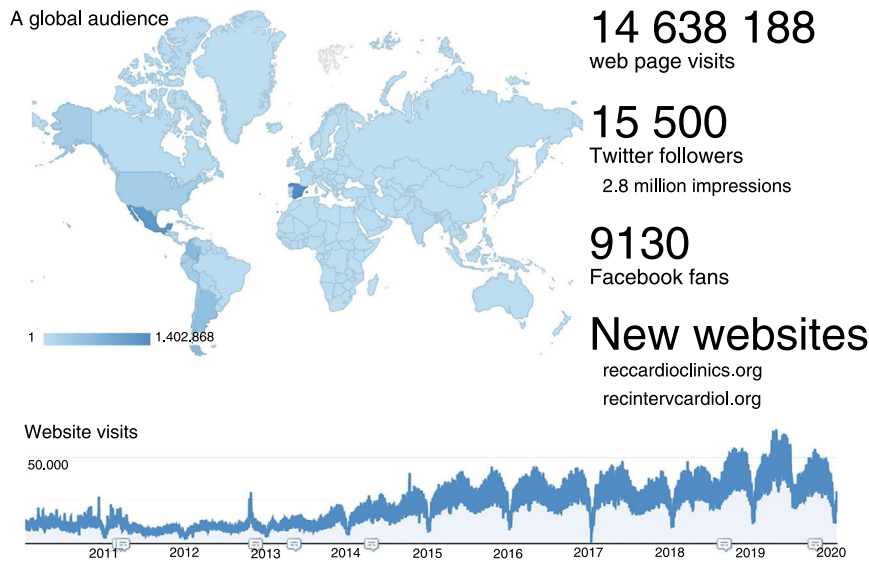 A global audience
14 638 188
web page visits
15 500
Twitter followers
2.8 million impressions
9130
Facebook fans
New websites
reccardioclinics.org
recintervcardiol.org
1
1.402.868
Website visits
50.000
2011
2012
2013
2014
2015
2016
2017
2018
2019
2020